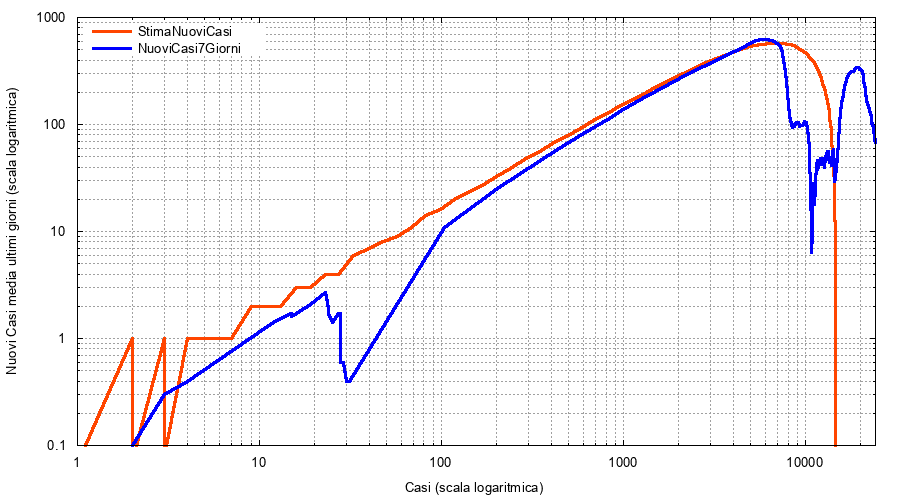 1000
StimaNuoviCasi
NuoviCasi7Giorni
100
10
1
0.1
Nuovi Casi media ultimi giorni (scala logaritmica)
1 10 100 1000 10000
Casi (scala logaritmica)